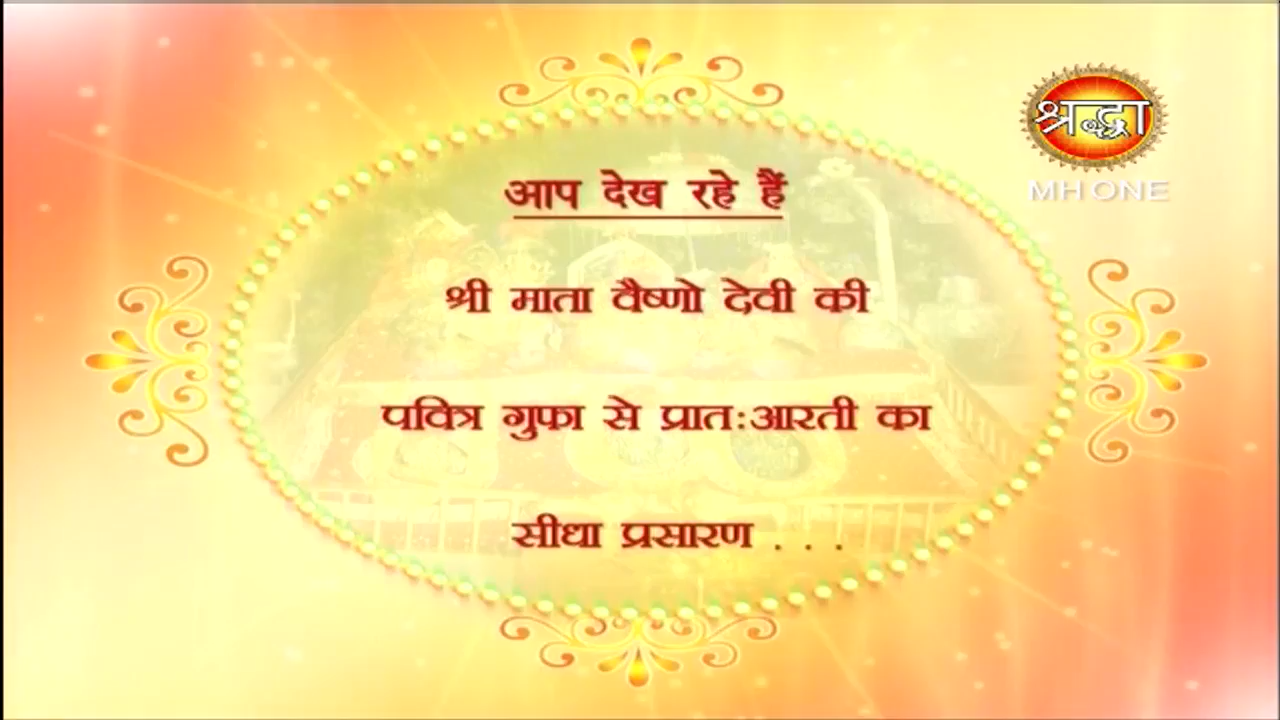 श्रद्धा
MH ONE
आप देख रहे हैं
श्री माता वैष्णो देवी की
पवित्र गुफा से प्रातःआरती का
सीधा प्रसारण . . .